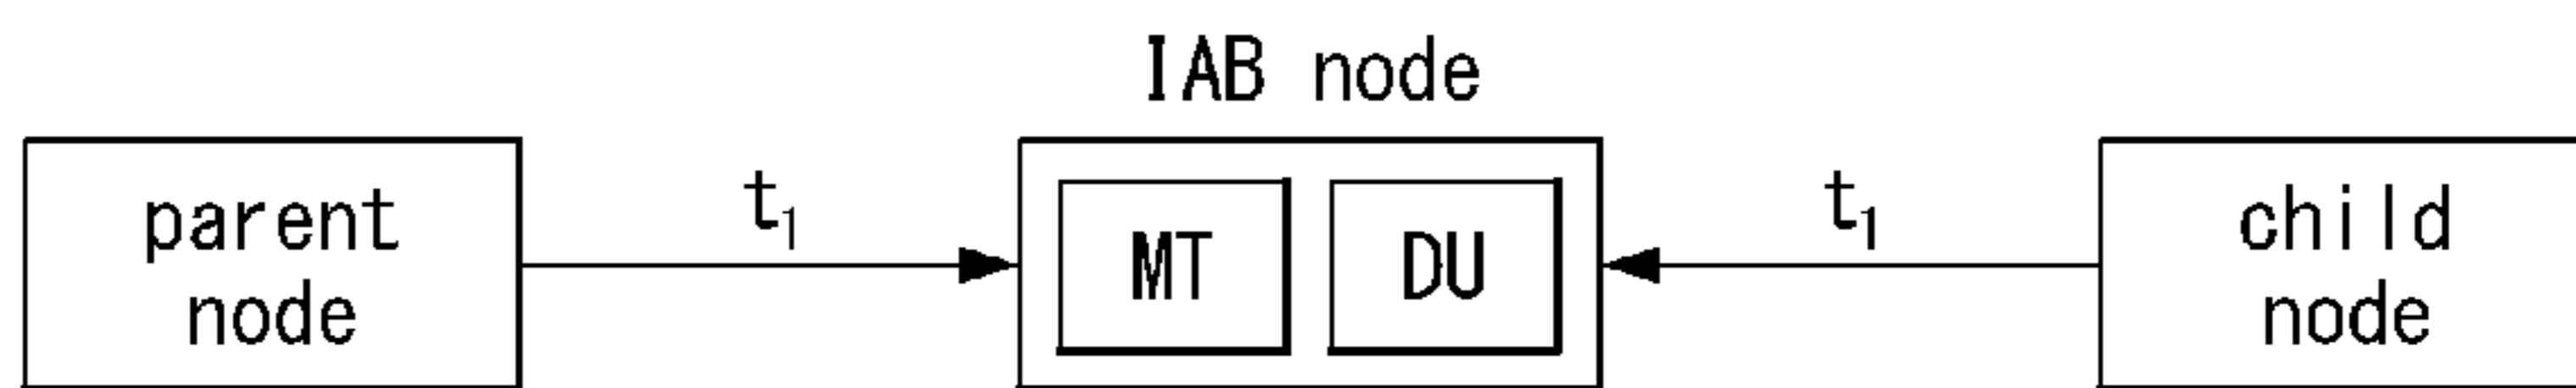 IAB node
parent
node
t₁
MT
DU
t₁
child
node